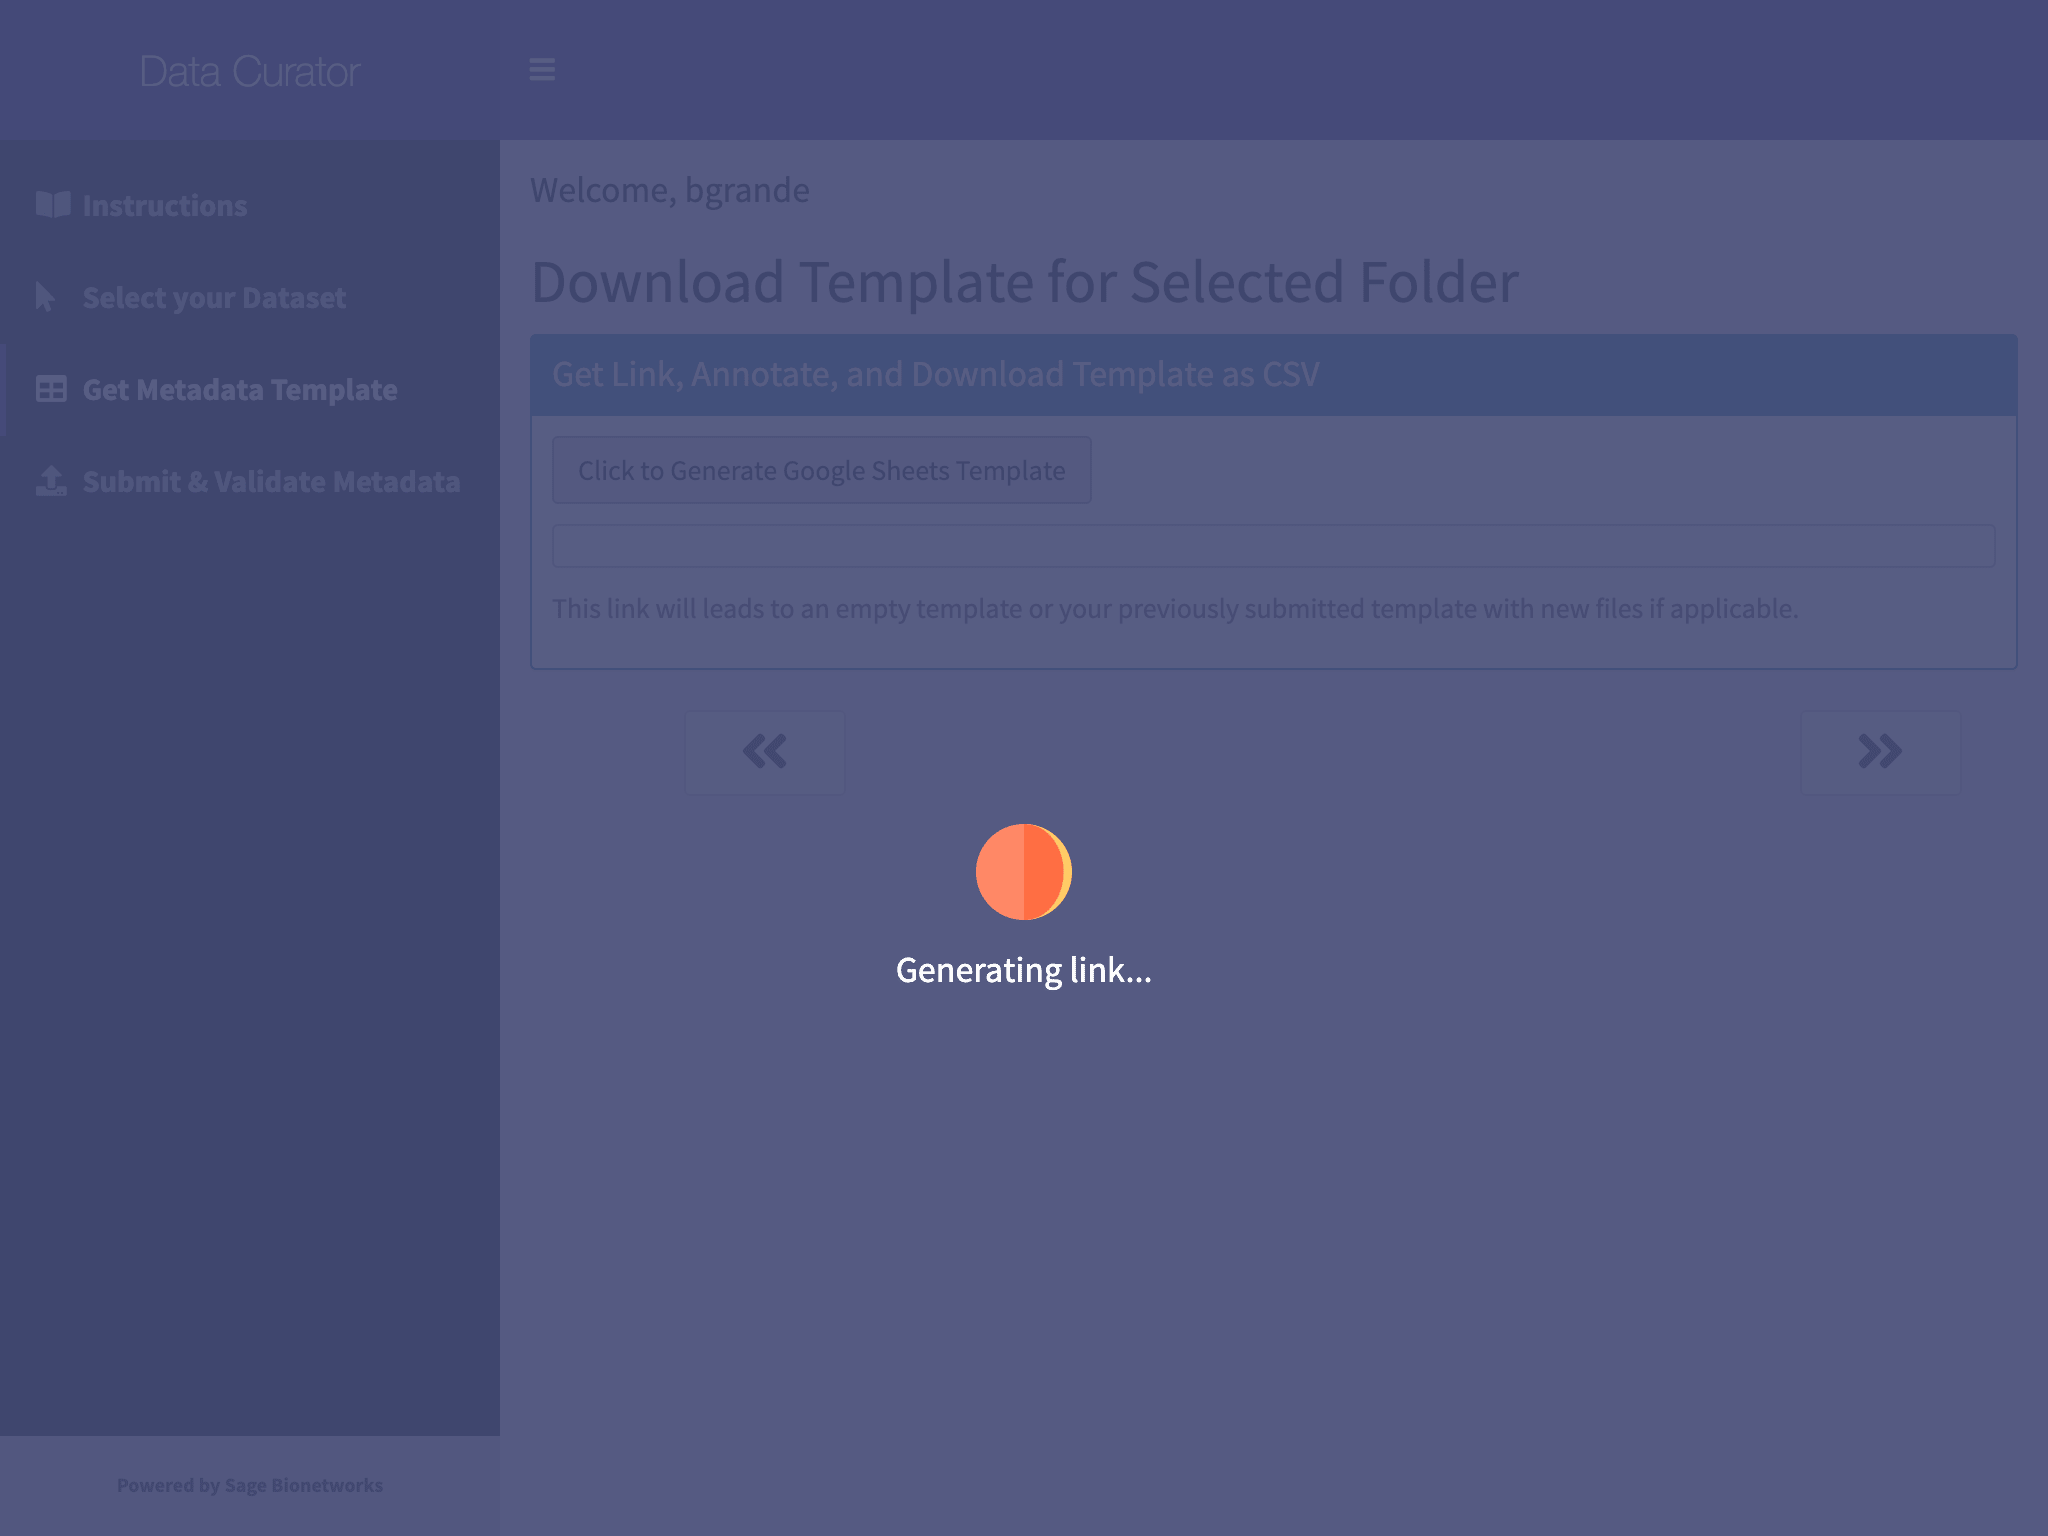 Data Curator
Instructions
Select your Dataset
Get Metadata Template
Submit & Validate Metadata
Welcome, bgrande
Download Template for Selected Folder
Get Link, Annotate, and Download Template as CSV
Click to Generate Google Sheets Template
This link will leads to an empty template or your previously submitted template with new files if applicable.
Generating link...
Powered by Sage Bionetworks